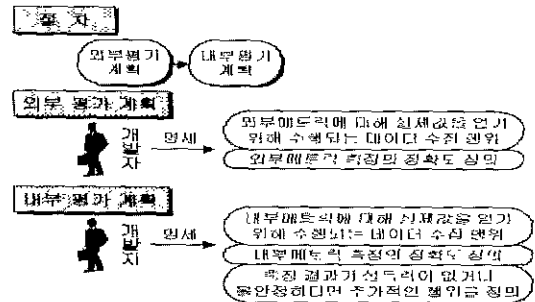 절 차
외부평가 내부평가
계획 계획
외부 평가 계획
개발자
명세
외부메트릭에 대해 실제값을 얻기
위해 수행되는 데이터 수집 행위
외부메트릭 측정의 정확도 정의
내부 평가 계획
개발자
명세
내부메트릭에 대해 실제값을 얻기
위해 수행되는 데이터 수집 행위
내부메트릭 측정의 정확도 정의
측정 결과가 설득력이 없거나
불안정하다면 추가적인 행위를 정의